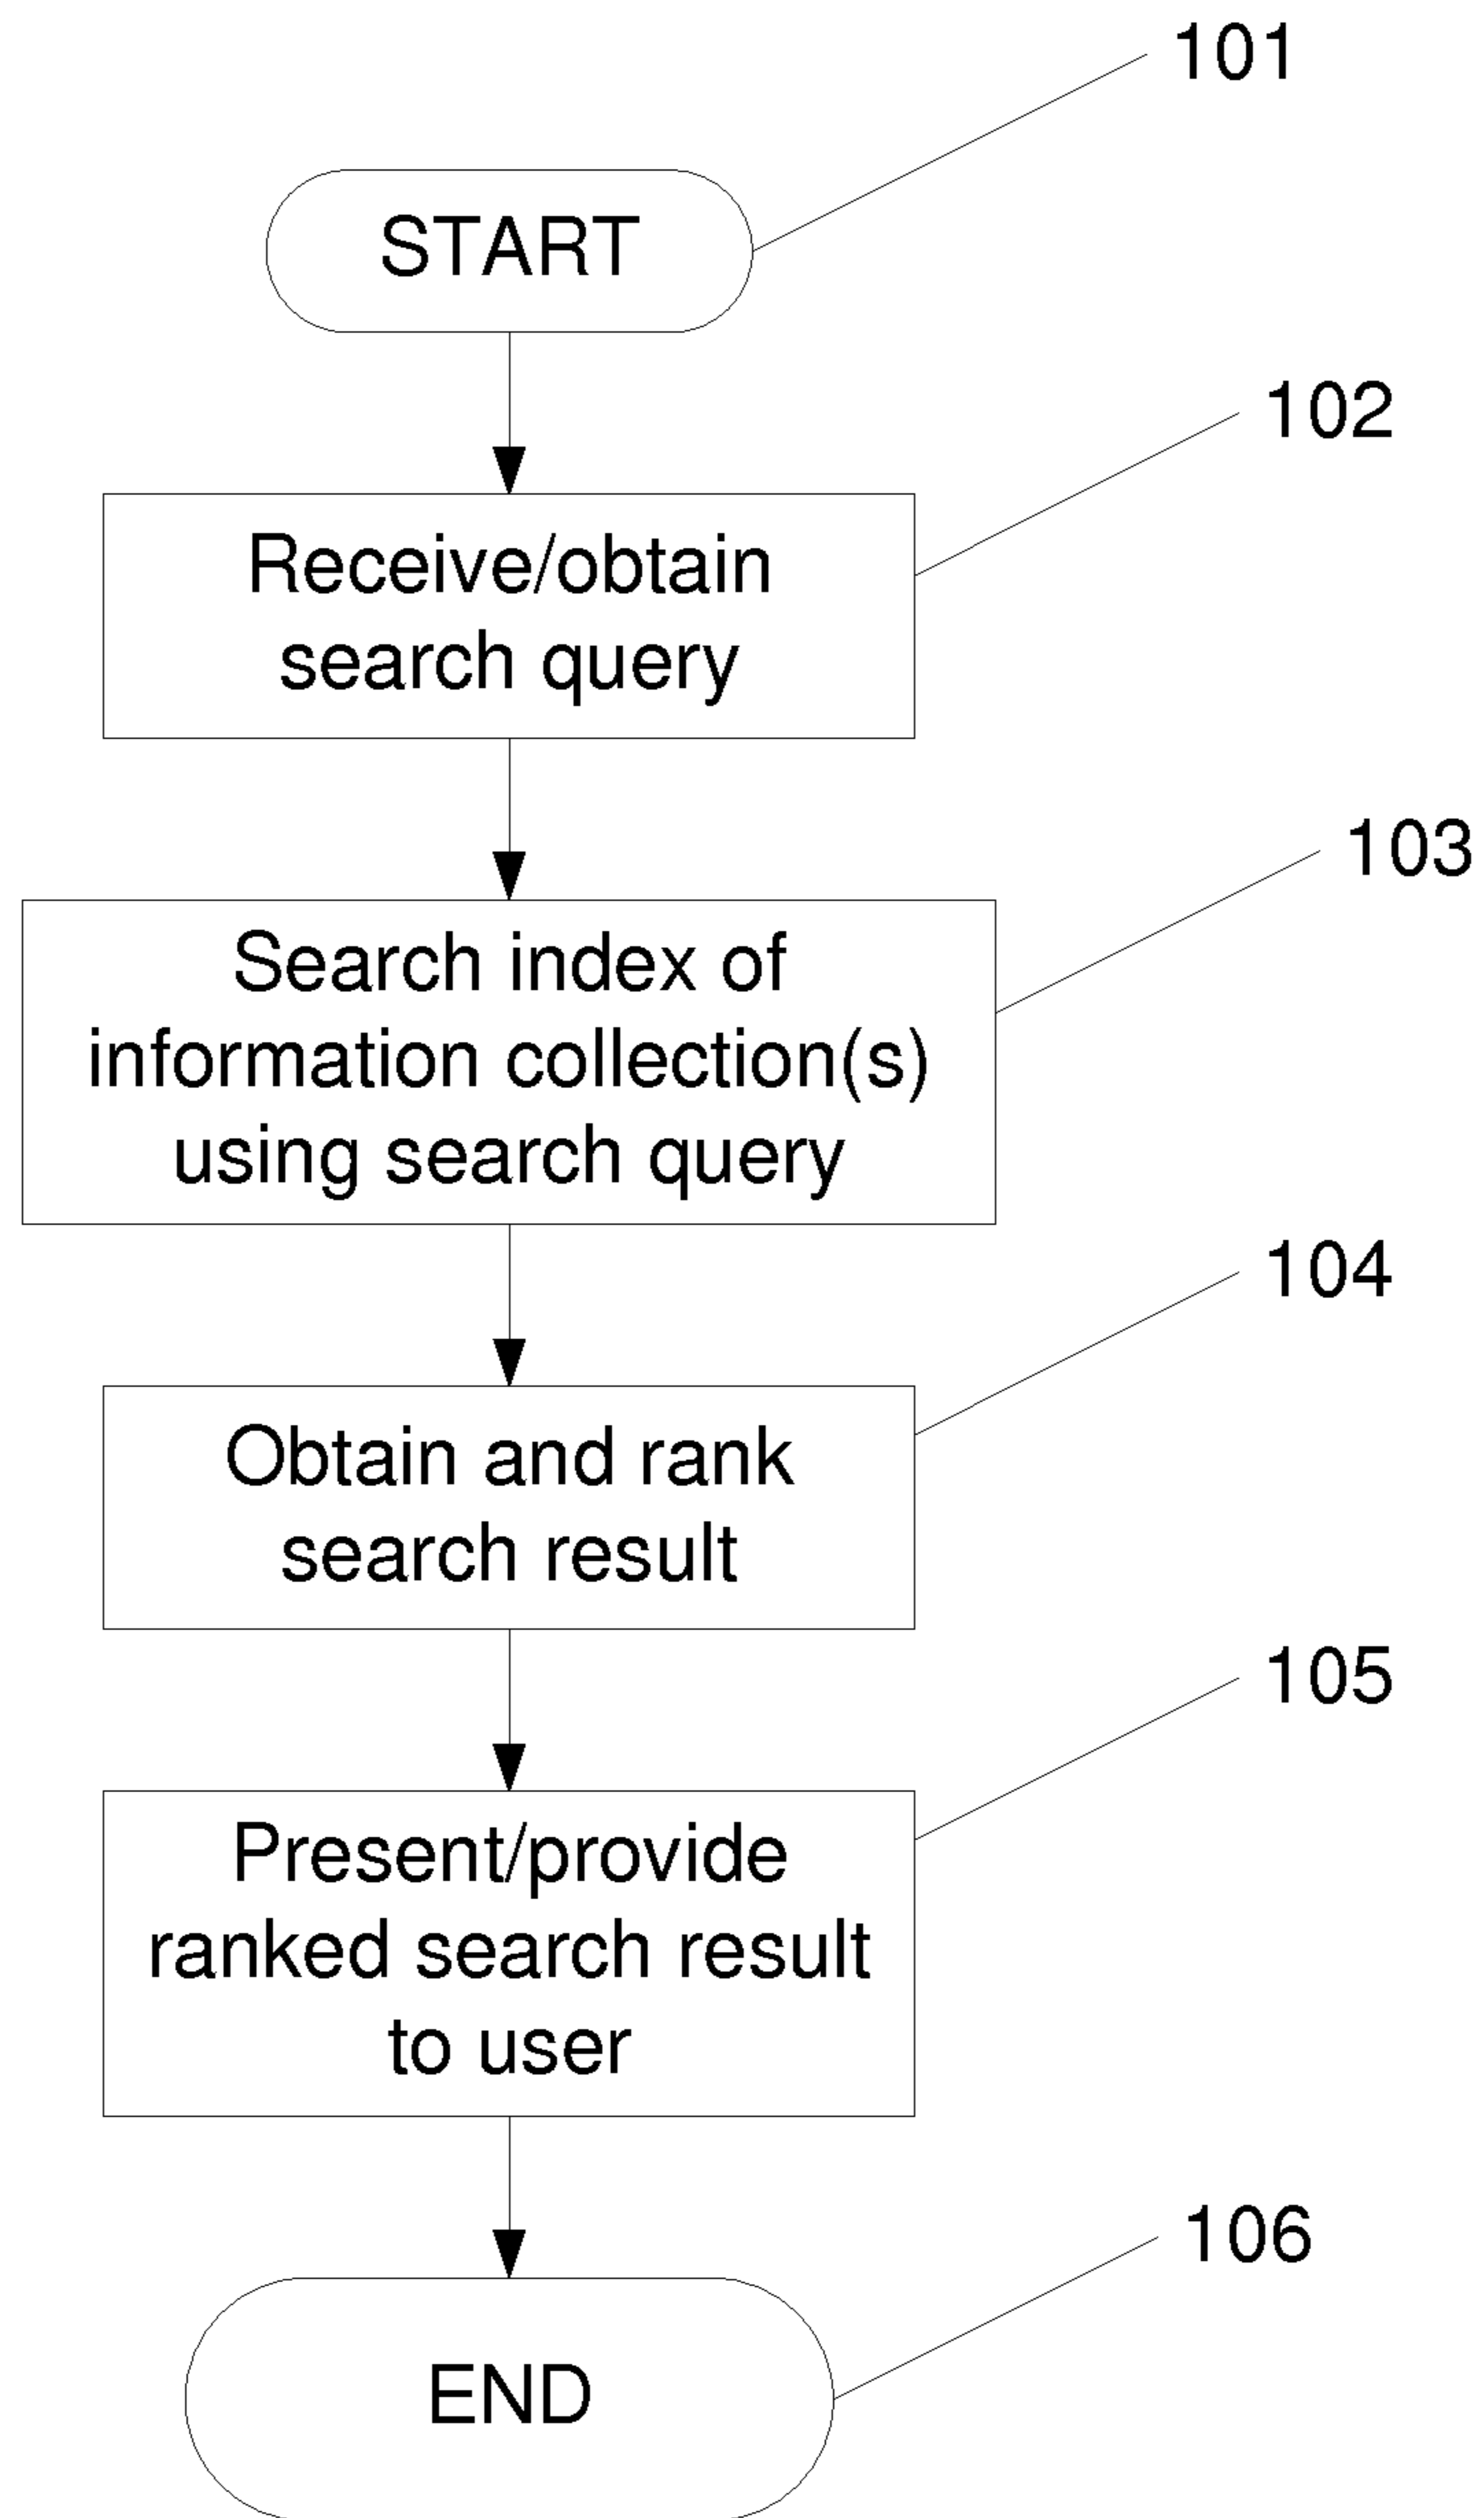 101
START
102
Receive/obtain
search query
103
Search index of
information collection(s)
using search query
104
Obtain and rank
search result
105
Present/provide
ranked search result
to user
106
END